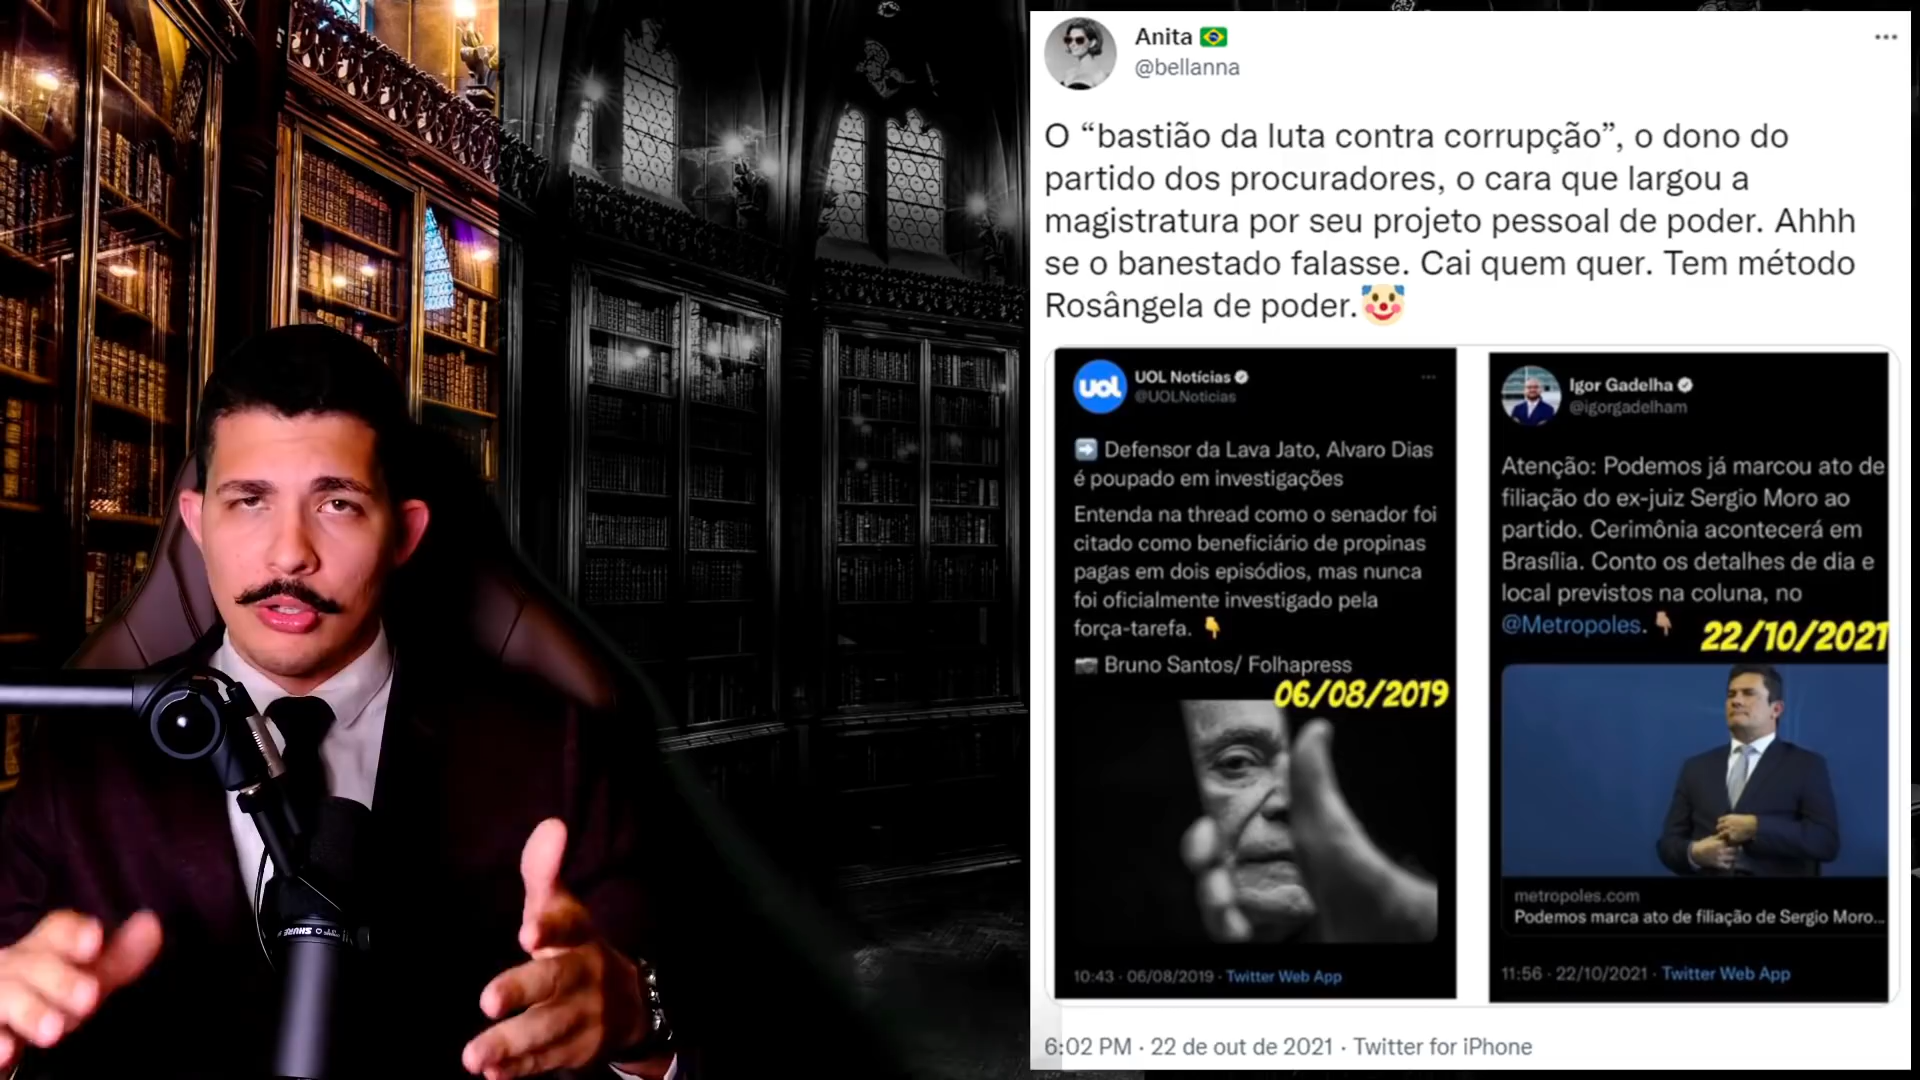 Anita 🇧🇷
@bellanna
O “bastião da luta contra corrupção”, o dono do
partido dos procuradores, o cara que largou a
magistratura por seu projeto pessoal de poder. Ahhh
se o banestado falasse. Cai quem quer. Tem método
Rosângela de poder.🤡
uol
UOL Notícias
@UOLNoticias
➡️ Defensor da Lava Jato, Alvaro Dias
é poupado em investigações
Entenda na thread como o senador foi
citado como beneficiário de propinas
pagas em dois episódios, mas nunca
foi oficialmente investigado pela
força-tarefa. 👇
📷 Bruno Santos/ Folhapress
06/08/2019
10:43 · 06/08/2019 · Twitter Web App
Igor Gadelha
@igorgadelham
Atenção: Podemos já marcou ato de
filiação do ex-juiz Sergio Moro ao
partido. Cerimônia acontecerá em
Brasília. Conto os detalhes de dia e
local previstos na coluna, no
@Metropoles. 👇🏼
22/10/2021
metropoles.com
Podemos marca ato de filiação de Sergio Moro...
11:56 · 22/10/2021 · Twitter Web App
6:02 PM · 22 de out de 2021 · Twitter for iPhone
SHURE